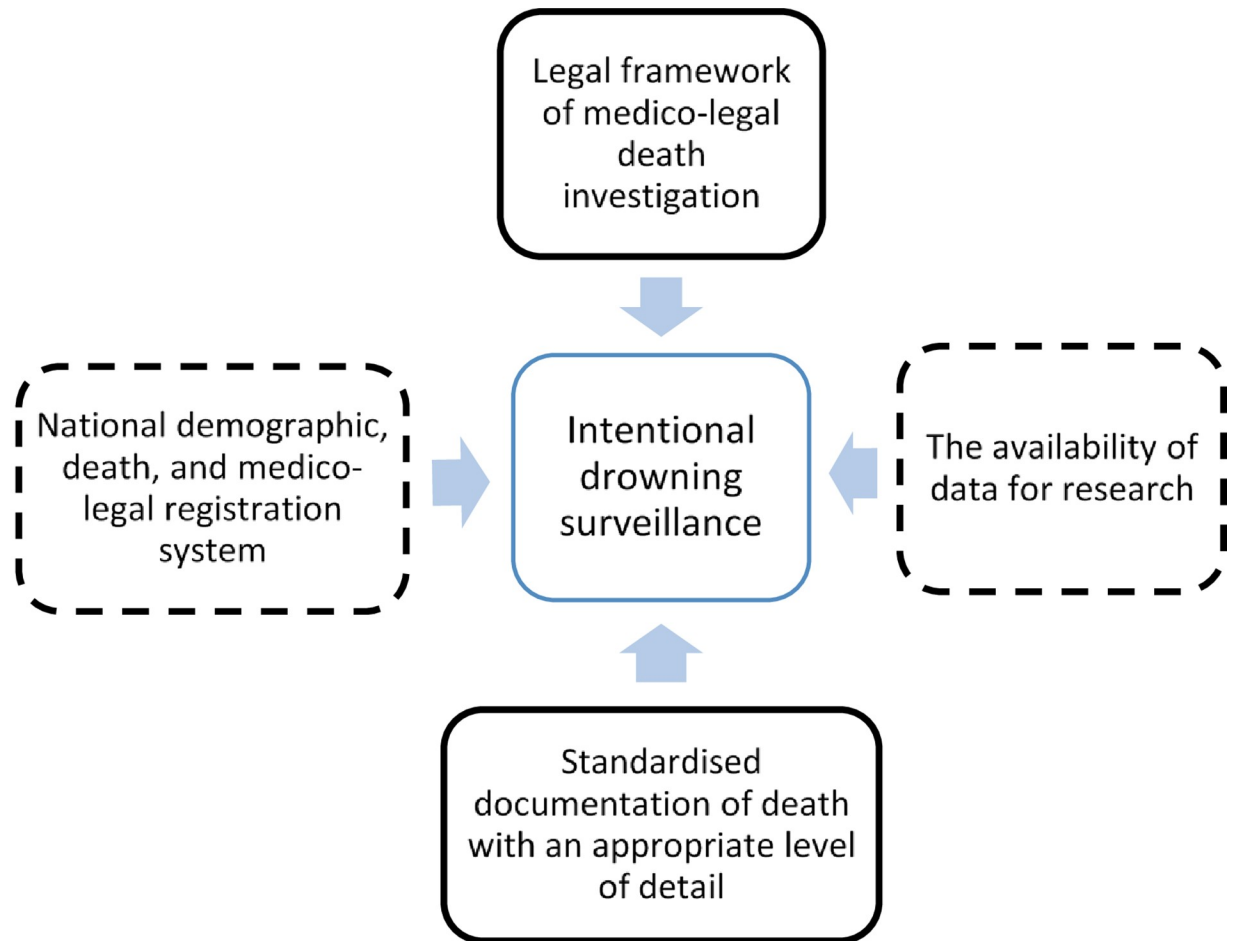 Legal framework
of medico-legal
death
investigation
National demographic,
death, and medico-
legal registration
system
Intentional
drowning
surveillance
The availability of
data for research
Standardised
documentation of death
with an appropriate level
of detail